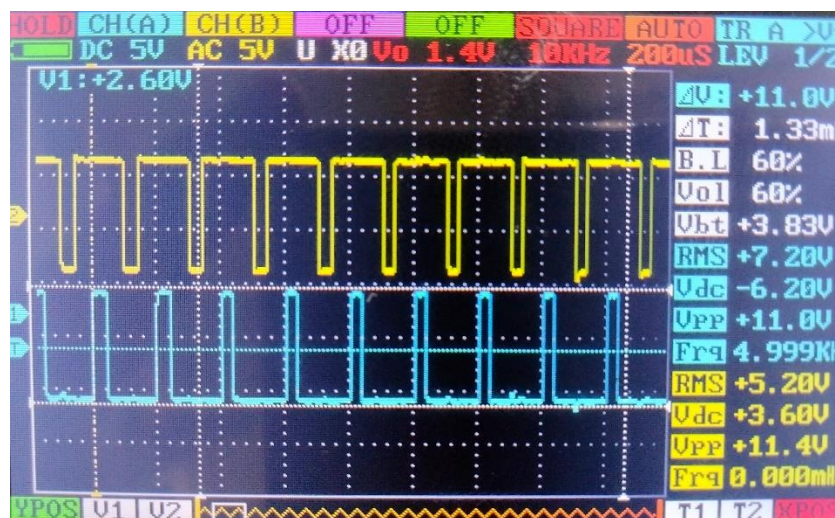 HOLD CH(A) CH(B) OFF OFF SQUARE AUTO TR A >V
DC 5V AC 5V U X0 Vo 1.4V 10KHz 200uS LEV 1/2
V1:+2.60V
ΔV: +11.0V
ΔT: 1.33m
B.L 60%
Vol 60%
Vbt +3.83V
RMS +7.20V
Vdc -6.20V
Vpp +11.0V
Frq 4.999K
RMS +5.20V
Vdc +3.60V
Vpp +11.4V
Frq 0.000m
2
1
T
YPOS V1 V2 T1 T2 XPOS